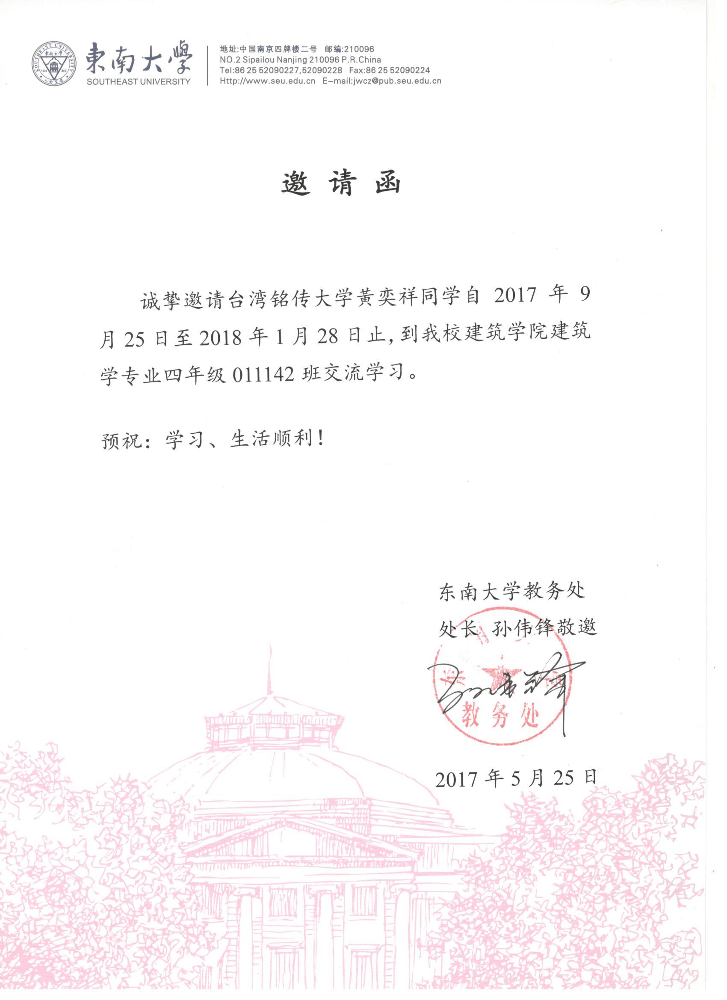 東南大學
SOUTHEAST UNIVERSITY
地址:中国南京四牌楼二号 邮编:210096
NO.2 Sipailou Nanjing 210096 P.R.China
Tel:86 25 52090227,52090228 Fax:86 25 52090224
Http://www.seu.edu.cn E-mail:jwcz@pub.seu.edu.cn
邀请函
诚挚邀请台湾铭传大学黄奕祥同学自 2017 年 9
月 25 日至 2018 年 1 月 28 日止,到我校建筑学院建筑
学专业四年级 011142 班交流学习。
预祝：学习、生活顺利！
东南大学教务处
处长 孙伟锋敬邀
教务处
2017 年 5 月 25 日